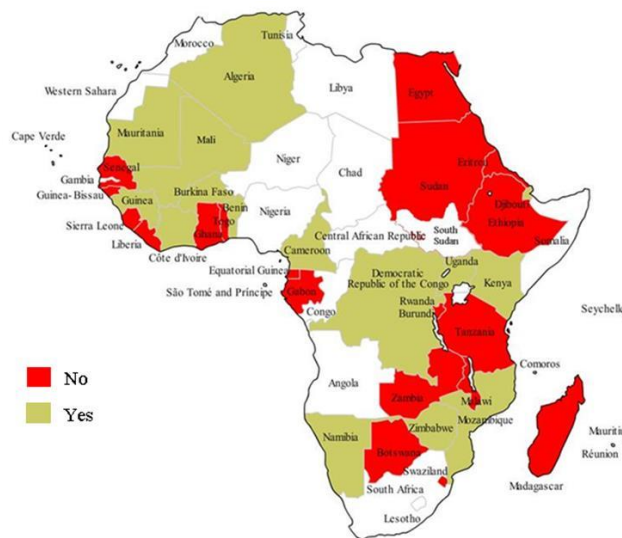 Tunisia
Morocco
Algeria
Libya
Egypt
Western Sahara
Mauritania
Mali
Cape Verde
Niger
Senegal
Chad
Sudan
Eritrea
Gambia
Guinea-Bissau
Guinea
Burkina Faso
Benin
Djibouti
Togo
Nigeria
Ghana
Ethiopia
Sierra Leone
Liberia
Côte d'Ivoire
Central African Republic
South
Sudan
Somalia
Cameroon
Equatorial Guinea
Uganda
São Tomé and Príncipe
Gabon
Congo
Democratic
Republic of the Congo
Kenya
Rwanda
Burund
Tanzania
Seychelle
Comoros
No
Yes
Angola
Zambia
Malawi
Mozambique
Zimbabwe
Namibia
Botswana
Madagascar
Mauriti
Réunion
Swaziland
South Africa
Lesotho